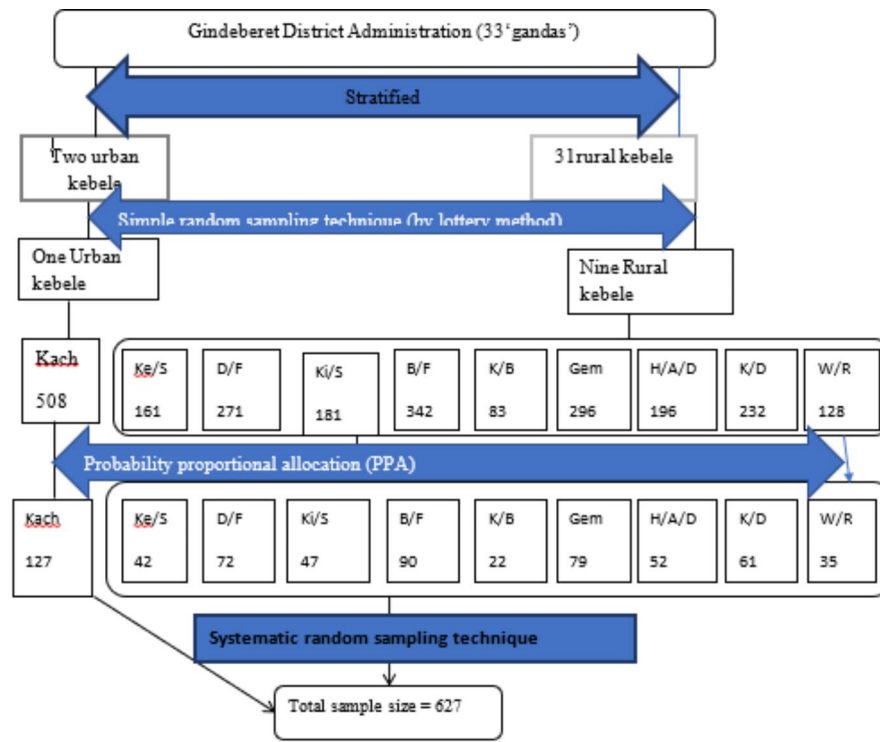 Gindeberet District Administration (33‘gandas’)
Stratified
Two urban
kebele
31rural kebele
Simple random sampling technique (by lottery method)
One Urban
kebele
Nine Rural
kebele
Kach
508
Ke/S
161
D/F
271
Ki/S
181
B/F
342
K/B
83
Gem
296
H/A/D
196
K/D
232
W/R
128
Probability proportional allocation (PPA)
Kach
127
Ke/S
42
D/F
72
Ki/S
47
B/F
90
K/B
22
Gem
79
H/A/D
52
K/D
61
W/R
35
Systematic random sampling technique
Total sample size = 627